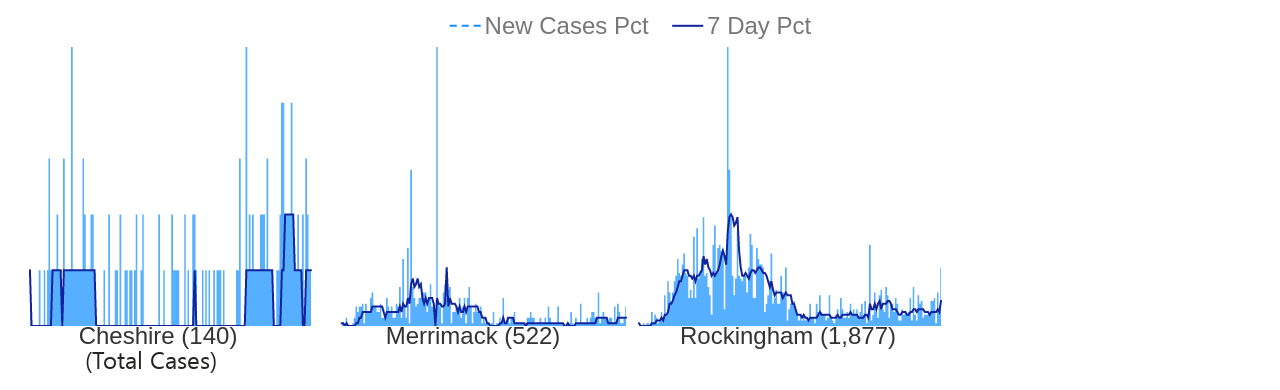 New Cases Pct 7 Day Pct
Cheshire (140) Merrimack (522) Rockingham (1,877)
(Total Cases)